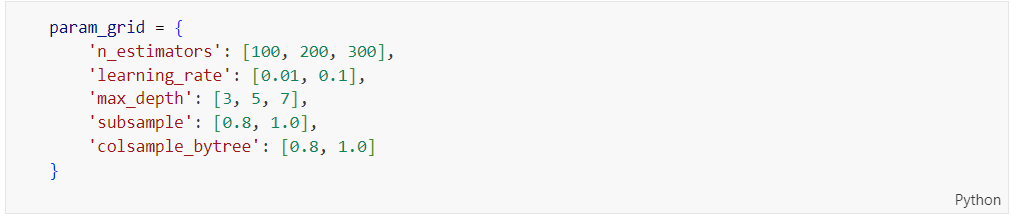 param_grid = {
    'n_estimators': [100, 200, 300],
    'learning_rate': [0.01, 0.1],
    'max_depth': [3, 5, 7],
    'subsample': [0.8, 1.0],
    'colsample_bytree': [0.8, 1.0]
}
Python